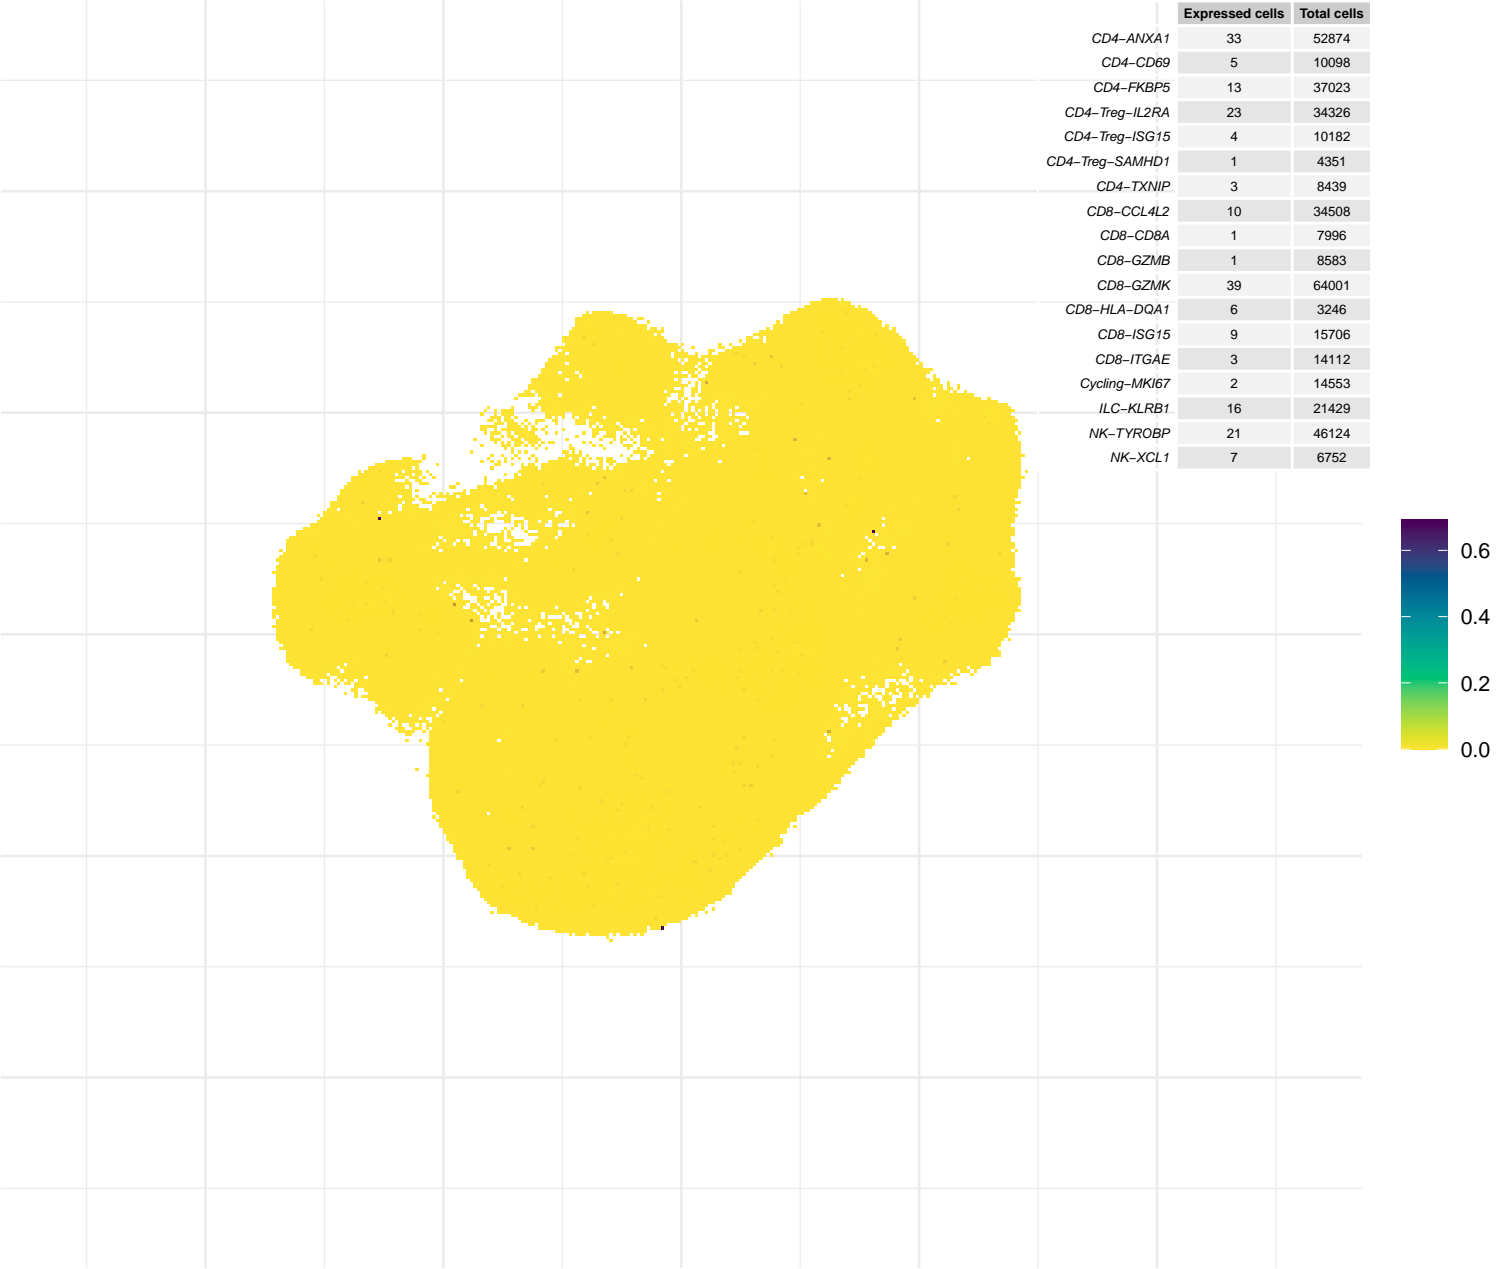 Expressed cells Total cells
CD4−ANXA1 33 52874
CD4−CD69 5 10098
CD4−FKBP5 13 37023
CD4−Treg−IL2RA 23 34326
CD4−Treg−ISG15 4 10182
CD4−Treg−SAMHD1 1 4351
CD4−TXNIP 3 8439
CD8−CCL4L2 10 34508
CD8−CD8A 1 7996
CD8−GZMB 1 8583
CD8−GZMK 39 64001
CD8−HLA−DQA1 6 3246
CD8−ISG15 9 15706
CD8−ITGAE 3 14112
Cycling−MKI67 2 14553
ILC−KLRB1 16 21429
NK−TYROBP 21 46124
NK−XCL1 7 6752
0.6
0.4
0.2
0.0